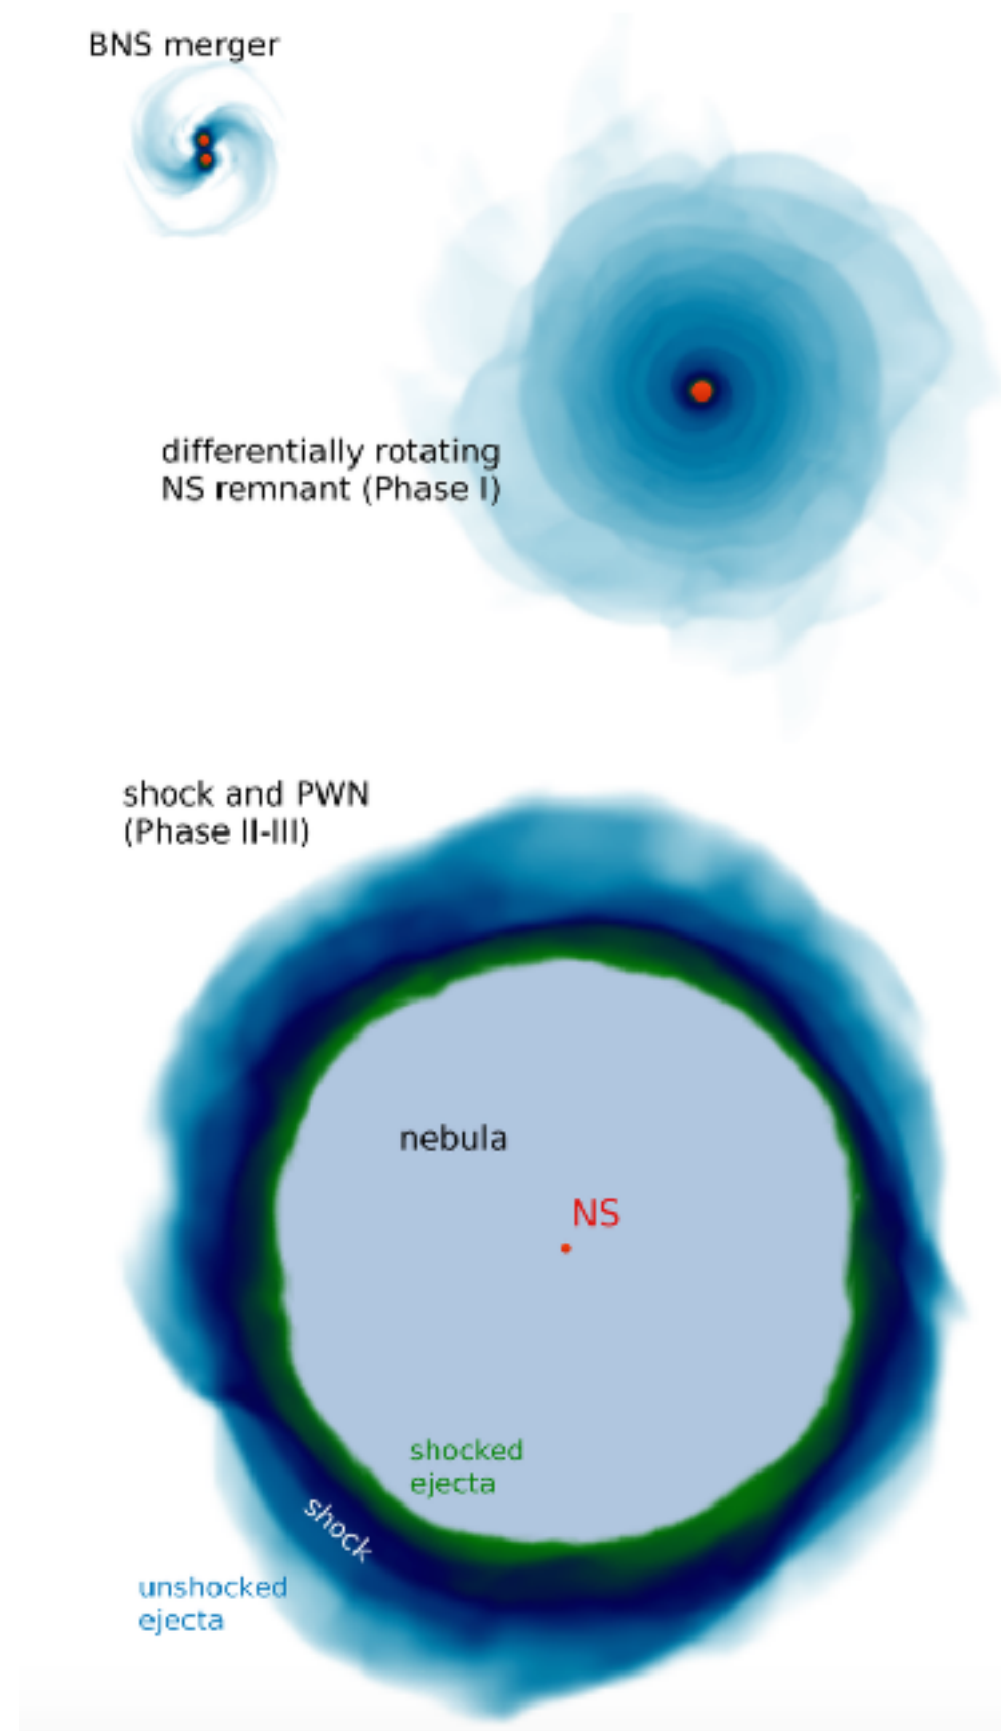 BNS merger
differentially rotating
NS remnant (Phase I)
shock and PWN
(Phase II-III)
nebula
NS
shocked
ejecta
shock
unshocked
ejecta